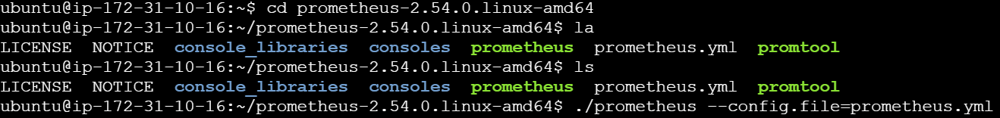 ubuntu@ip-172-31-10-16:~$ cd prometheus-2.54.0.linux-amd64
ubuntu@ip-172-31-10-16:~/prometheus-2.54.0.linux-amd64$ la
LICENSE  NOTICE  console_libraries  consoles  prometheus  prometheus.yml  promtool
ubuntu@ip-172-31-10-16:~/prometheus-2.54.0.linux-amd64$ ls
LICENSE  NOTICE  console_libraries  consoles  prometheus  prometheus.yml  promtool
ubuntu@ip-172-31-10-16:~/prometheus-2.54.0.linux-amd64$ ./prometheus --config.file=prometheus.yml